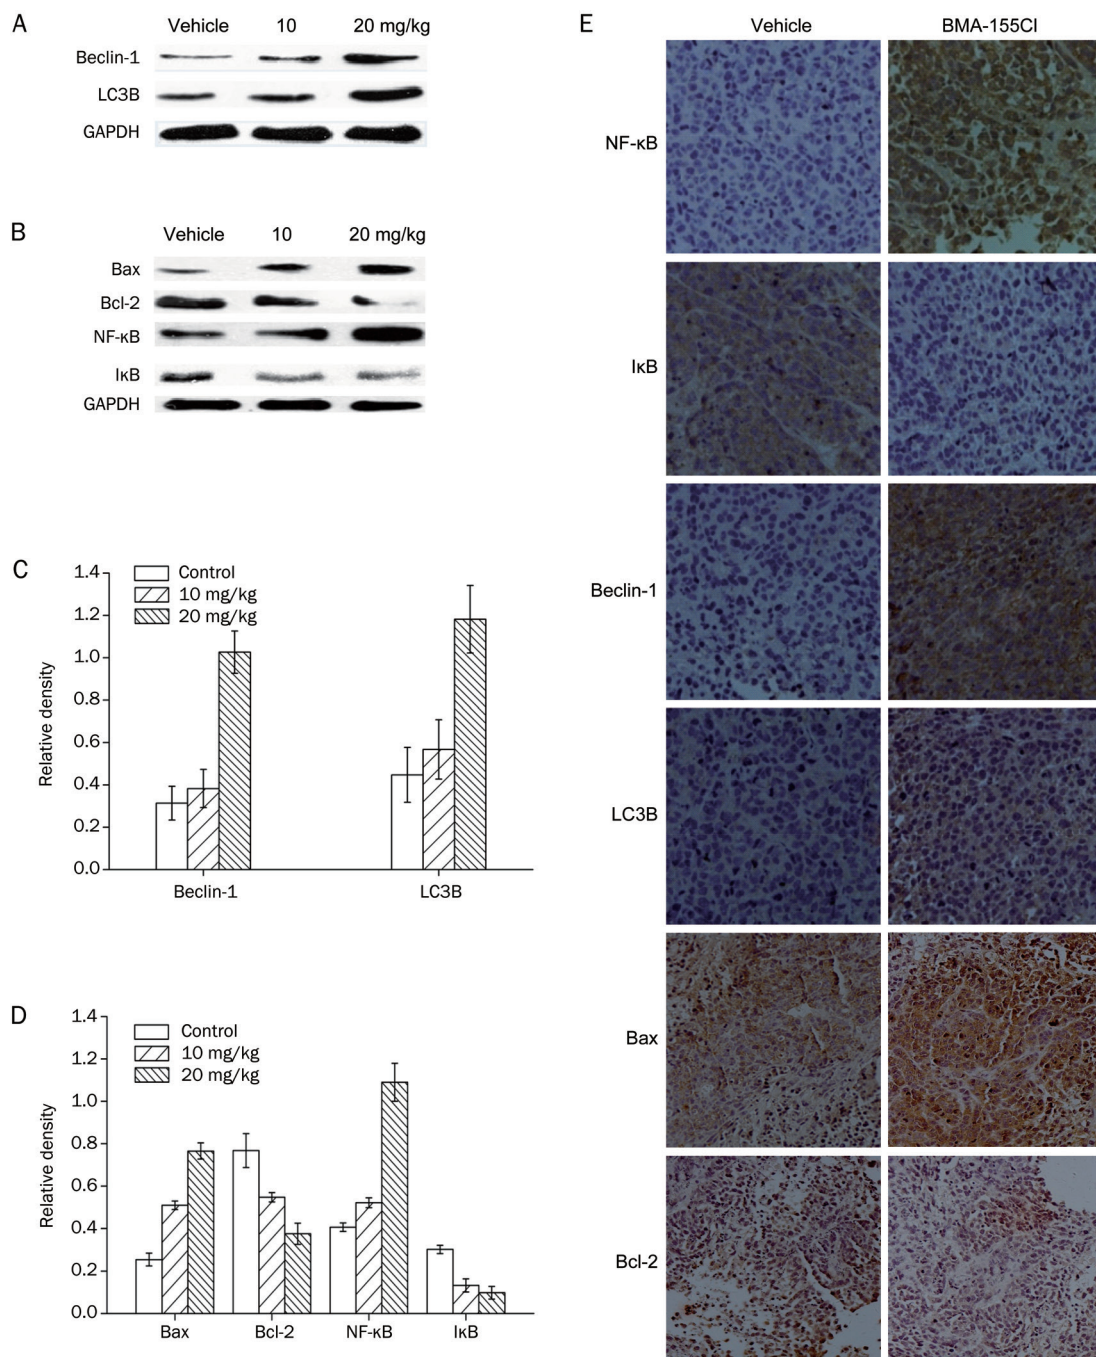 A
Vehicle 10 20 mg/kg
Beclin-1
LC3B
GAPDH
B
Vehicle 10 20 mg/kg
Bax
Bcl-2
NF-κB
IκB
GAPDH
C
Relative density
1.4
1.2
1.0
0.8
0.6
0.4
0.2
0.0
Control
10 mg/kg
20 mg/kg
Beclin-1 LC3B
D
Relative density
1.4
1.2
1.0
0.8
0.6
0.4
0.2
0.0
Control
10 mg/kg
20 mg/kg
Bax Bcl-2 NF-κB IκB
E
Vehicle BMA-155Cl
NF-κB
IκB
Beclin-1
LC3B
Bax
Bcl-2